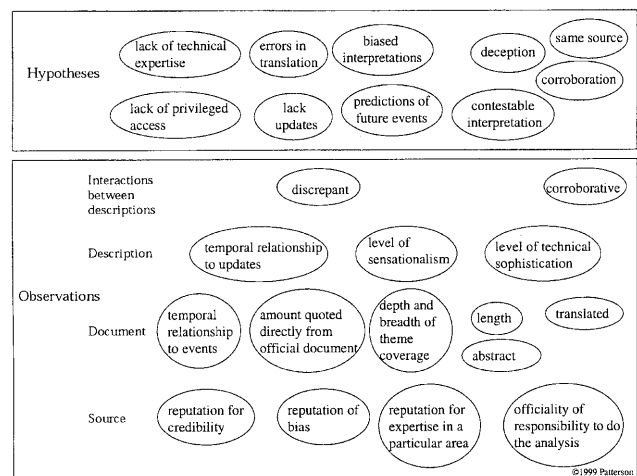 Hypotheses
lack of technical
expertise
errors in
translation
biased
interpretations
deception
same source
corroboration
lack of privileged
access
lack
updates
predictions of
future events
contestable
interpretation
Observations
Interactions
between
descriptions
discrepant
corroborative
Description
temporal relationship
to updates
level of
sensationalism
level of technical
sophistication
Document
temporal
relationship
to events
amount quoted
directly from
official document
depth and
breadth of
theme
coverage
length
abstract
translated
Source
reputation for
credibility
reputation of
bias
reputation for
expertise in a
particular area
officiality of
responsibility to do
the analysis
©1999 Patterson